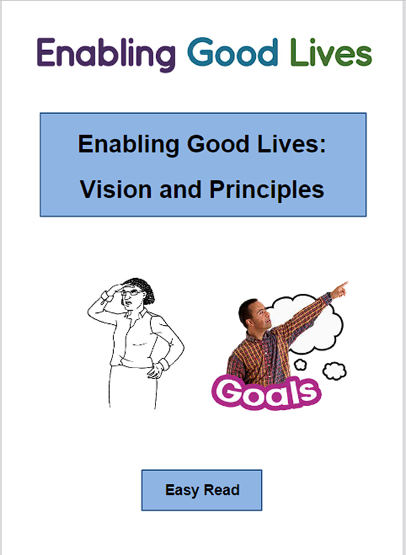 Enabling Good Lives
Enabling Good Lives:
Vision and Principles
Goals
Easy Read